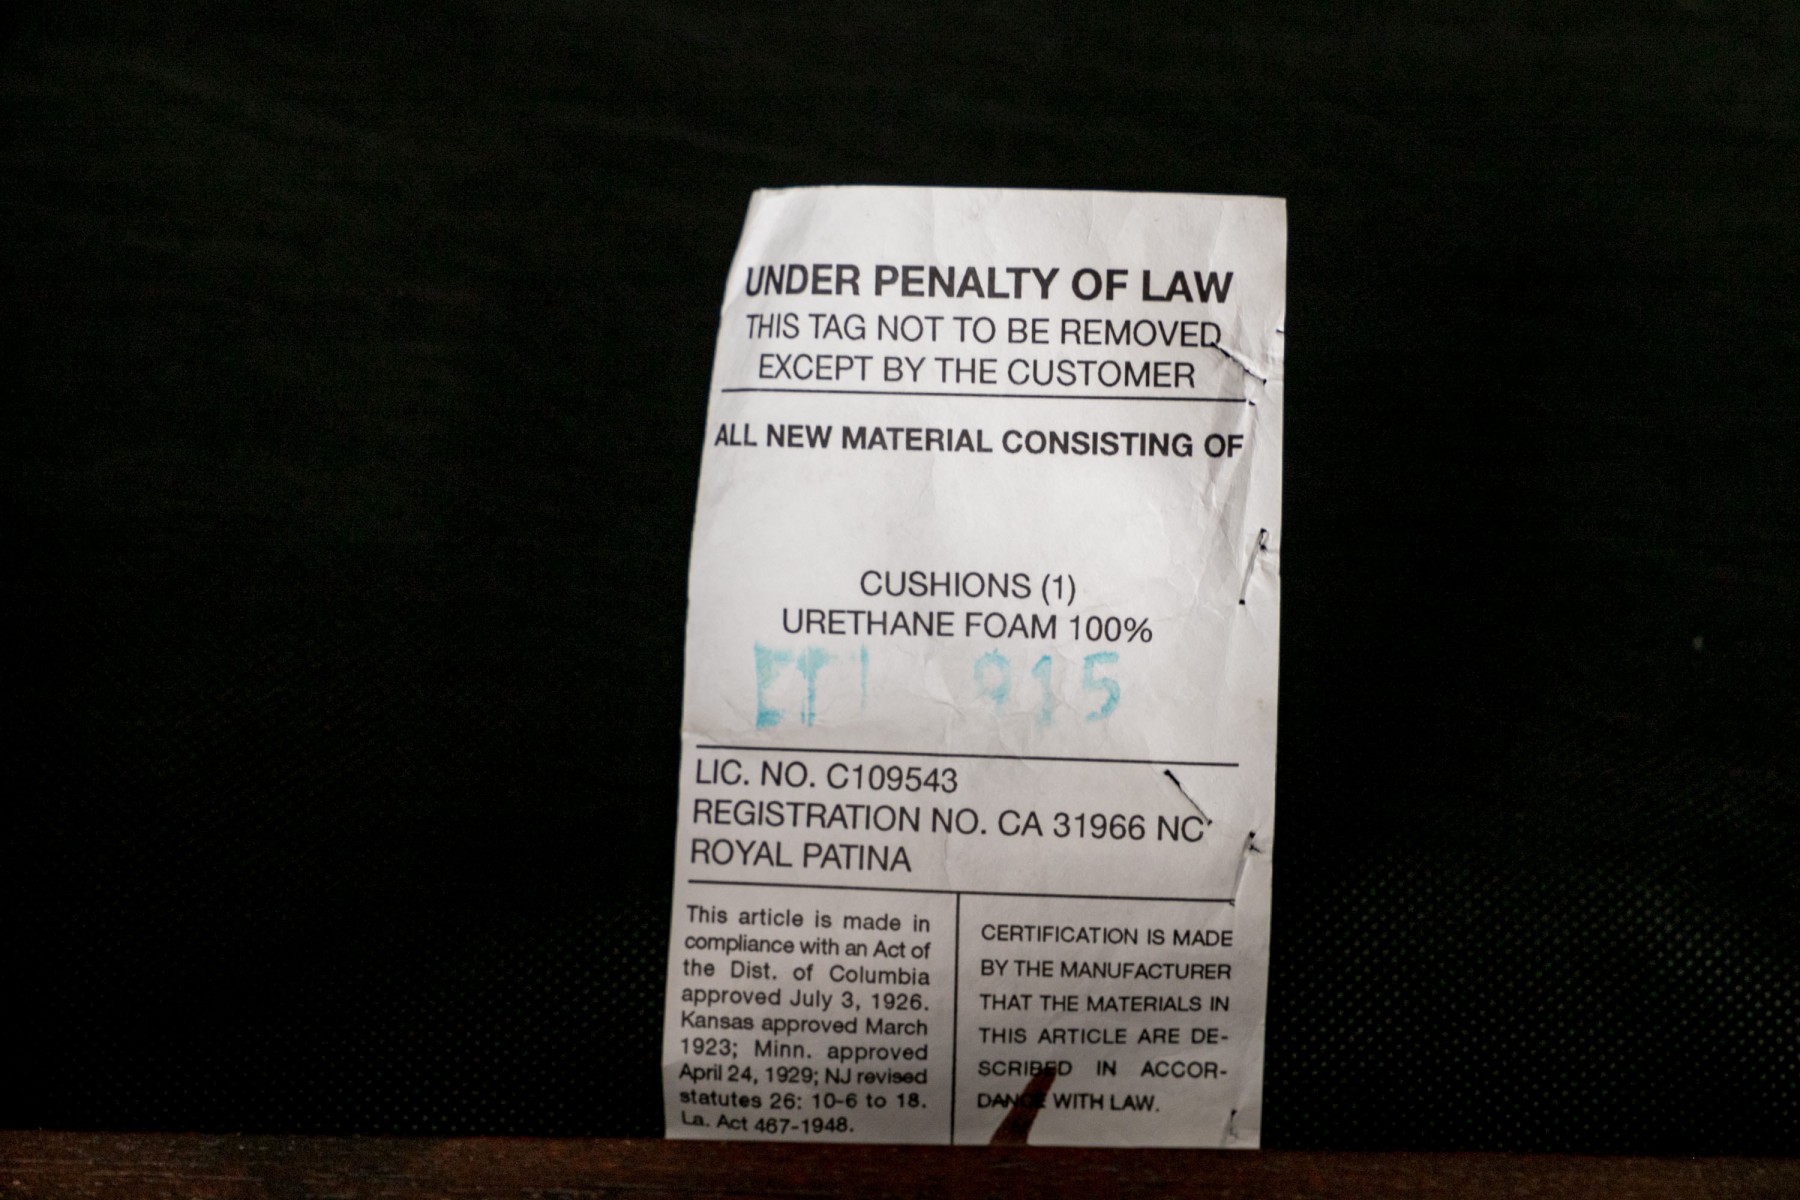 UNDER PENALTY OF LAW
THIS TAG NOT TO BE REMOVED
EXCEPT BY THE CUSTOMER
ALL NEW MATERIAL CONSISTING OF
CUSHIONS (1)
URETHANE FOAM 100%
915
LIC. NO. C109543
REGISTRATION NO. CA 31966 NC
ROYAL PATINA
This article is made in
compliance with an Act of
the Dist. of Columbia
approved July 3, 1926.
Kansas approved March
1923; Minn. approved
April 24, 1929; NJ revised
statutes 26: 10-6 to 18.
La. Act 467-1948.
CERTIFICATION IS MADE
BY THE MANUFACTURER
THAT THE MATERIALS IN
THIS ARTICLE ARE DE-
SCRIBED IN ACCOR-
DANCE WITH LAW.